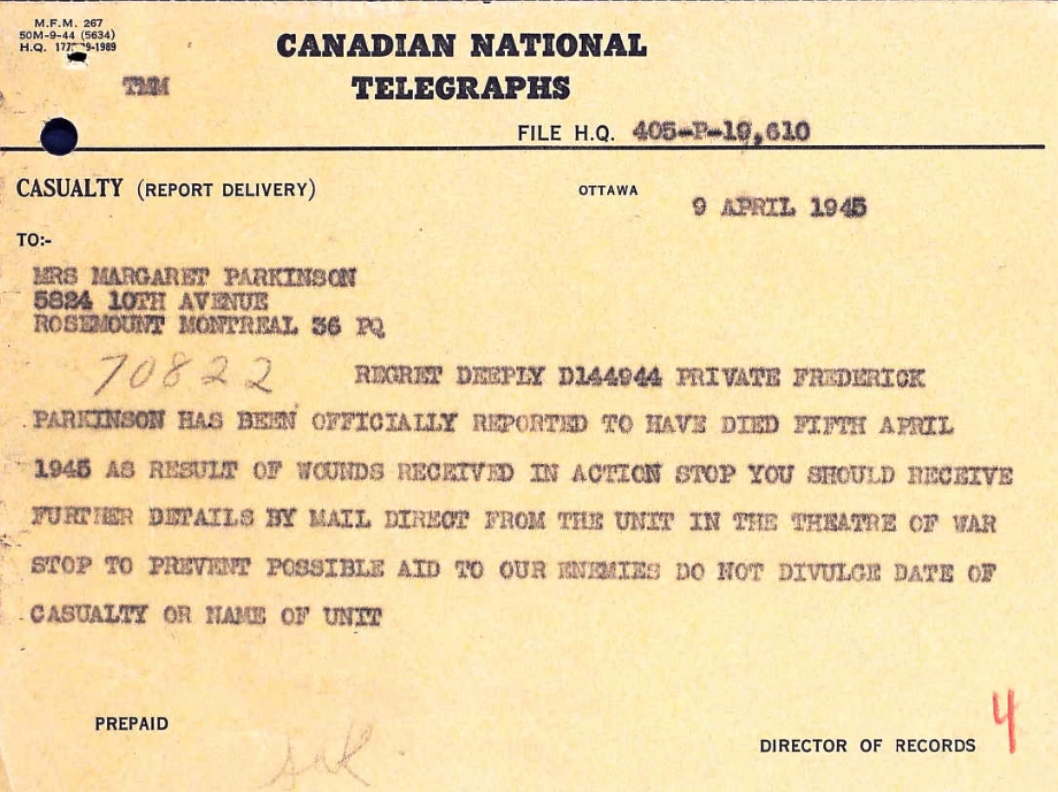 M.F.M. 267
50M-9-44 (5634)
H.Q. 9-1989
CANADIAN NATIONAL
TELEGRAPHS
TMM
FILE H.Q. 405-P-19,610
CASUALTY (REPORT DELIVERY)
OTTAWA
9 APRIL 1945
TO:-
MRS MARGARET PARKINSON
5824 10TH AVENUE
ROSEMOUNT MONTREAL 36 PQ
70822 REGRET DEEPLY D144944 PRIVATE FREDERICK
PARKINSON HAS BEEN OFFICIALLY REPORTED TO HAVE DIED FIFTH APRIL
1945 AS RESULT OF WOUNDS RECEIVED IN ACTION STOP YOU SHOULD RECEIVE
FURTHER DETAILS BY MAIL DIRECT FROM THE UNIT IN THE THEATRE OF WAR
STOP TO PREVENT POSSIBLE AID TO OUR ENEMIES DO NOT DIVULGE DATE OF
CASUALTY OR NAME OF UNIT
PREPAID
DIRECTOR OF RECORDS
4